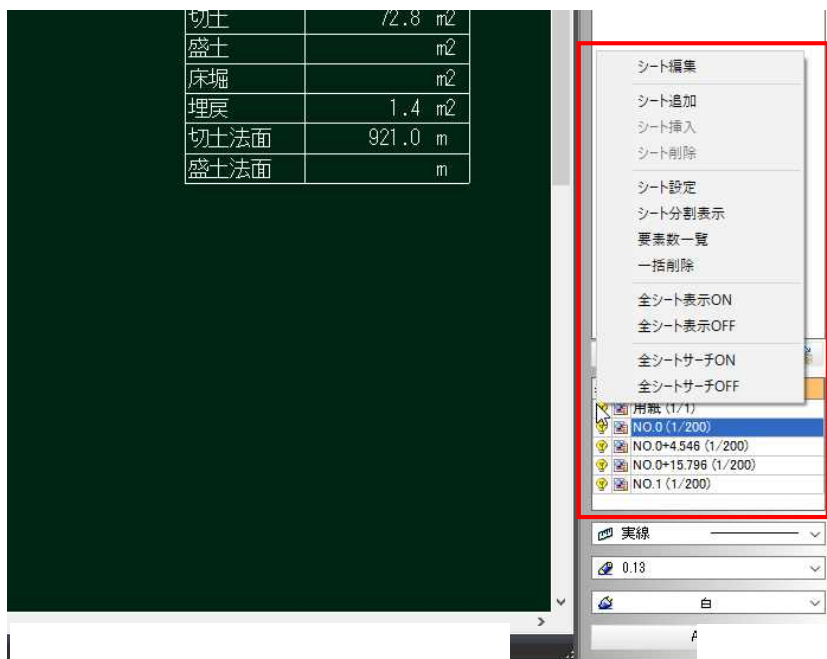 切土 72.8 m2
盛土 m2
床堀 m2
埋戻 1.4 m2
切土法面 921.0 m
盛土法面 m
シート編集
シート追加
シート挿入
シート削除
シート設定
シート分割表示
要素数一覧
一括削除
全シート表示ON
全シート表示OFF
全シートサーチON
全シートサーチOFF
用紙 (1/1)
NO.0 (1/200)
NO.0+4.546 (1/200)
NO.0+15.796 (1/200)
NO.1 (1/200)
実線
0.13
白